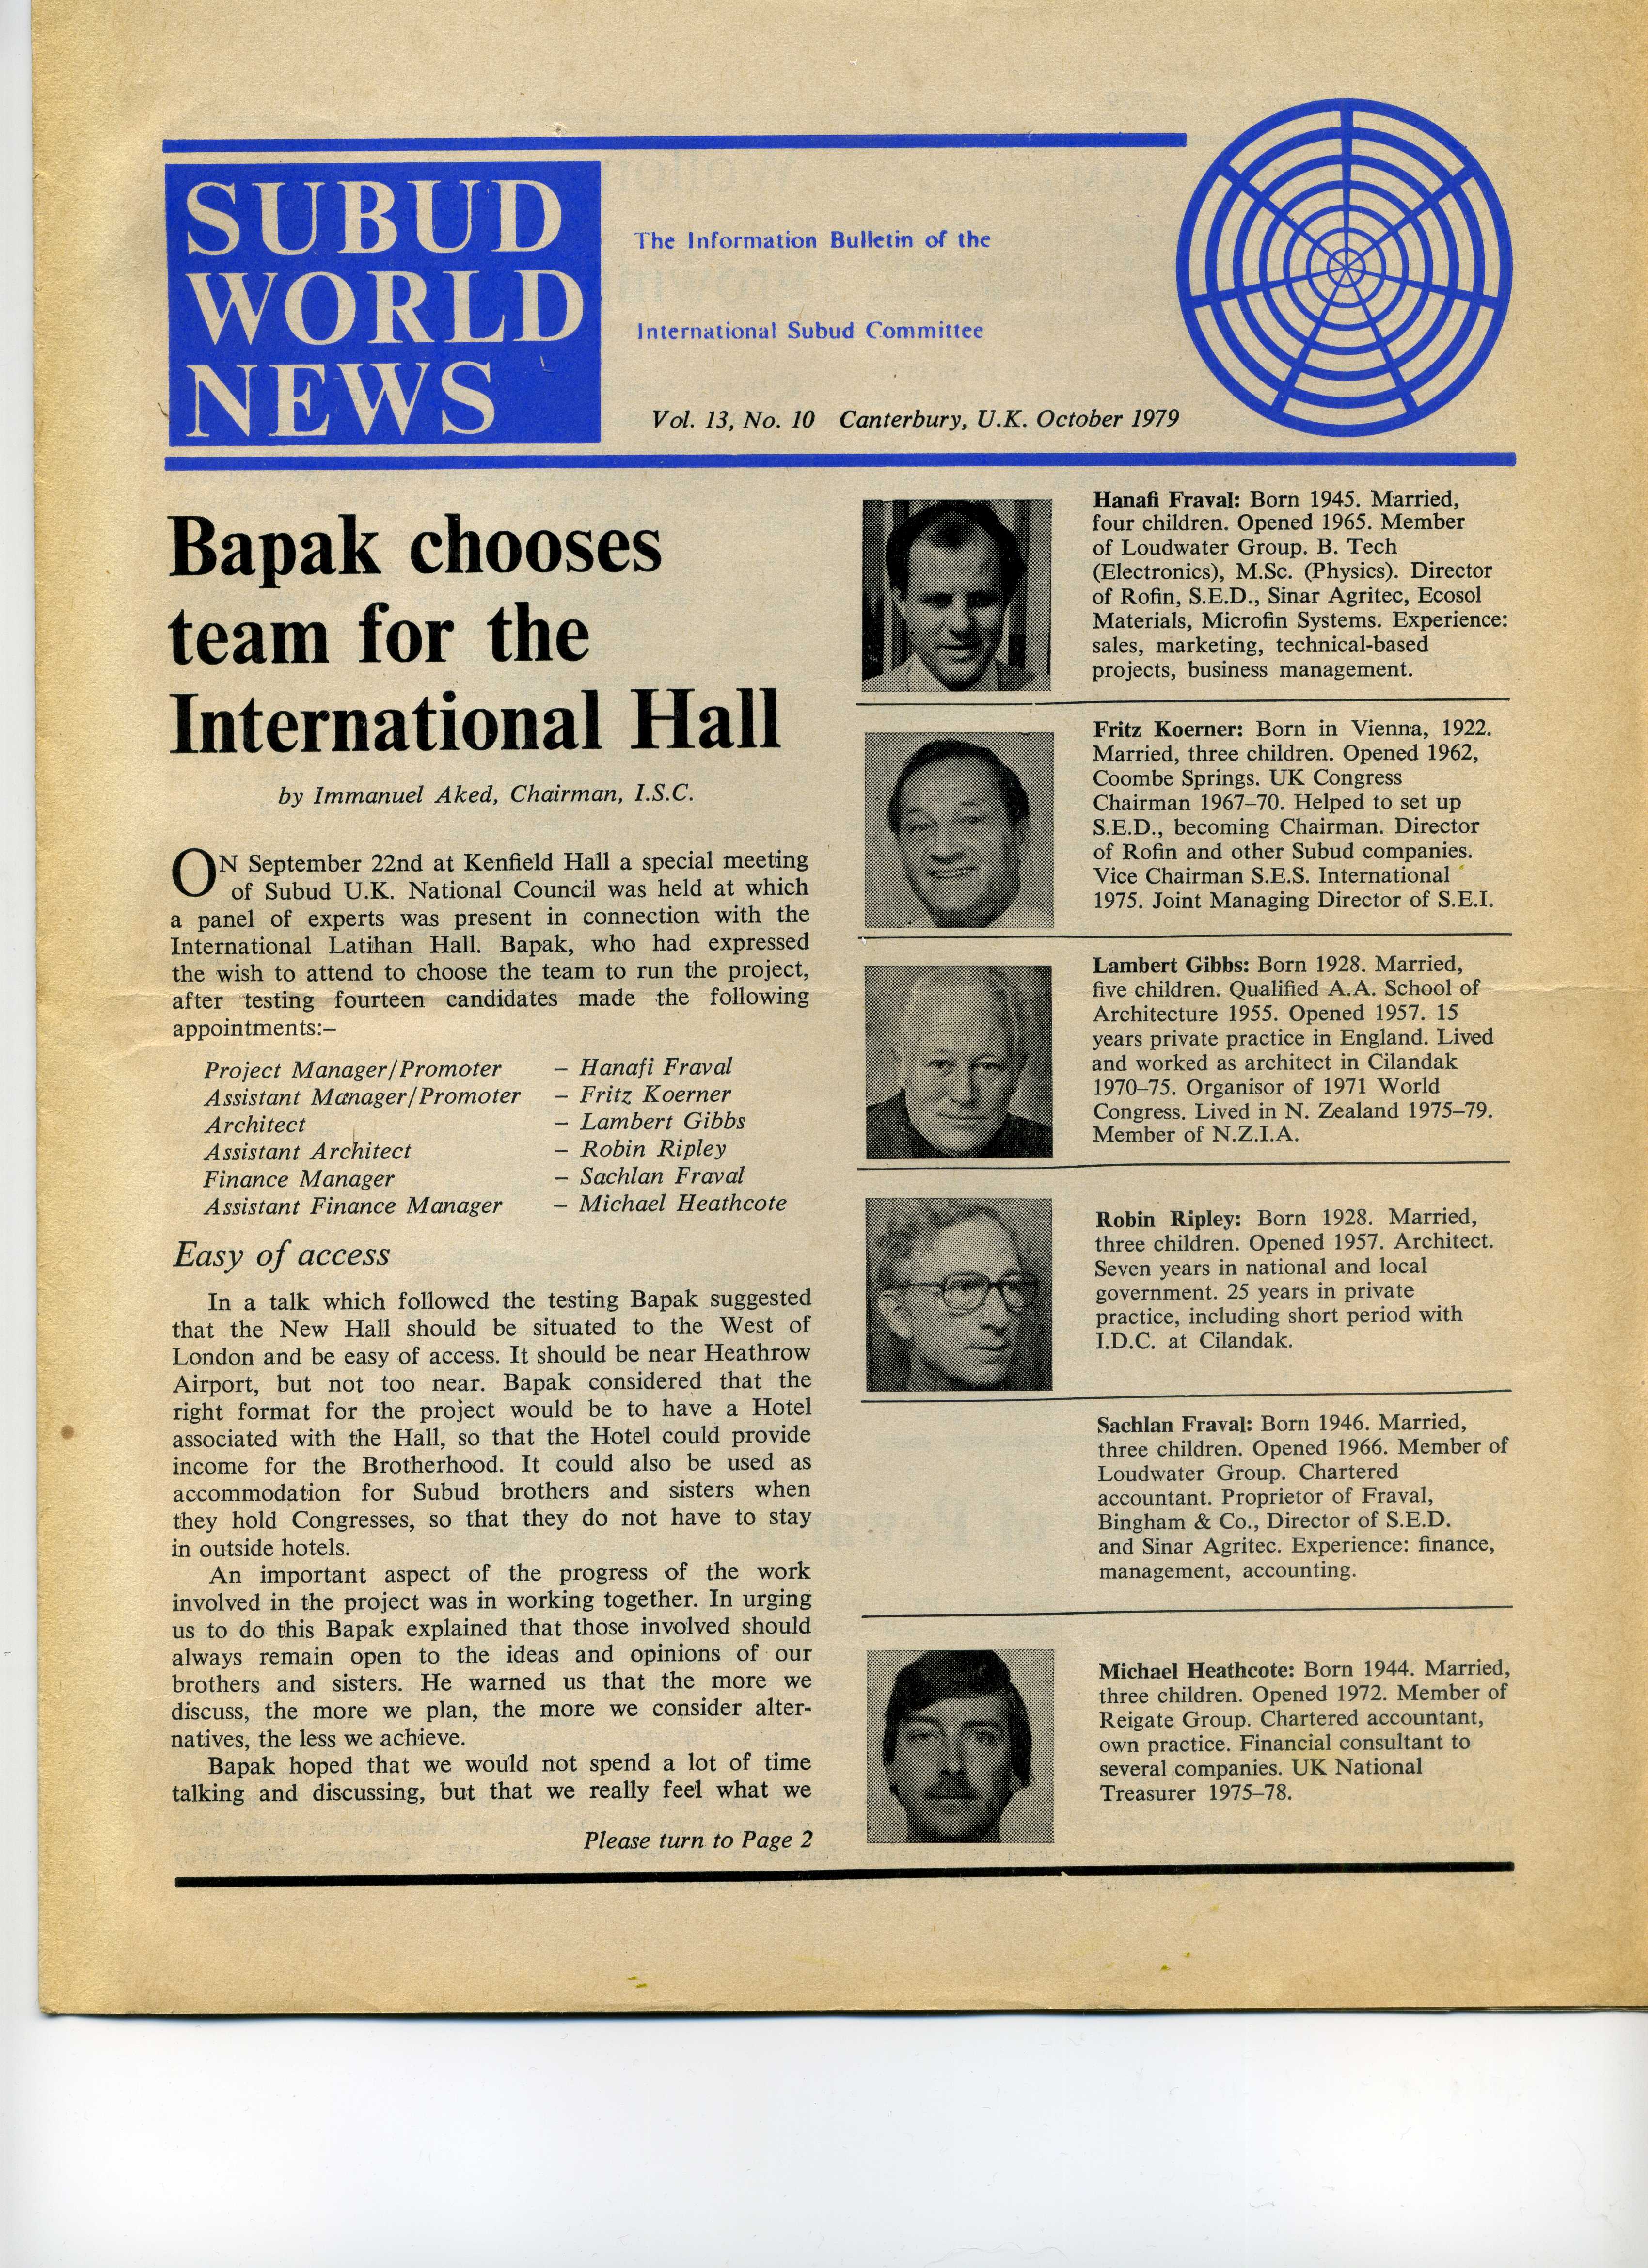 SUBUD
WORLD
NEWS
The Information Bulletin of the
International Subud Committee
Vol. 13, No. 10 Canterbury, U.K. October 1979
Bapak chooses
team for the
International Hall
by Immanuel Aked, Chairman, I.S.C.
ON September 22nd at Kenfield Hall a special meeting
of Subud U.K. National Council was held at which
a panel of experts was present in connection with the
International Latihan Hall. Bapak, who had expressed
the wish to attend to choose the team to run the project,
after testing fourteen candidates made the following
appointments:–
Project Manager/Promoter – Hanafi Fraval
Assistant Manager/Promoter – Fritz Koerner
Architect – Lambert Gibbs
Assistant Architect – Robin Ripley
Finance Manager – Sachlan Fraval
Assistant Finance Manager – Michael Heathcote
Easy of access
In a talk which followed the testing Bapak suggested
that the New Hall should be situated to the West of
London and be easy of access. It should be near Heathrow
Airport, but not too near. Bapak considered that the
right format for the project would be to have a Hotel
associated with the Hall, so that the Hotel could provide
income for the Brotherhood. It could also be used as
accommodation for Subud brothers and sisters when
they hold Congresses, so that they do not have to stay
in outside hotels.
An important aspect of the progress of the work
involved in the project was in working together. In urging
us to do this Bapak explained that those involved should
always remain open to the ideas and opinions of our
brothers and sisters. He warned us that the more we
discuss, the more we plan, the more we consider alter-
natives, the less we achieve.
Bapak hoped that we would not spend a lot of time
talking and discussing, but that we really feel what we
Please turn to Page 2
Hanafi Fraval: Born 1945. Married,
four children. Opened 1965. Member
of Loudwater Group. B. Tech
(Electronics), M.Sc. (Physics). Director
of Rofin, S.E.D., Sinar Agritec, Ecosol
Materials, Microfin Systems. Experience:
sales, marketing, technical-based
projects, business management.
Fritz Koerner: Born in Vienna, 1922.
Married, three children. Opened 1962,
Coombe Springs. UK Congress
Chairman 1967–70. Helped to set up
S.E.D., becoming Chairman. Director
of Rofin and other Subud companies.
Vice Chairman S.E.S. International
1975. Joint Managing Director of S.E.I.
Lambert Gibbs: Born 1928. Married,
five children. Qualified A.A. School of
Architecture 1955. Opened 1957. 15
years private practice in England. Lived
and worked as architect in Cilandak
1970–75. Organisor of 1971 World
Congress. Lived in N. Zealand 1975–79.
Member of N.Z.I.A.
Robin Ripley: Born 1928. Married,
three children. Opened 1957. Architect.
Seven years in national and local
government. 25 years in private
practice, including short period with
I.D.C. at Cilandak.
Sachlan Fraval: Born 1946. Married,
three children. Opened 1966. Member of
Loudwater Group. Chartered
accountant. Proprietor of Fraval,
Bingham & Co., Director of S.E.D.
and Sinar Agritec. Experience: finance,
management, accounting.
Michael Heathcote: Born 1944. Married,
three children. Opened 1972. Member of
Reigate Group. Chartered accountant,
own practice. Financial consultant to
several companies. UK National
Treasurer 1975–78.